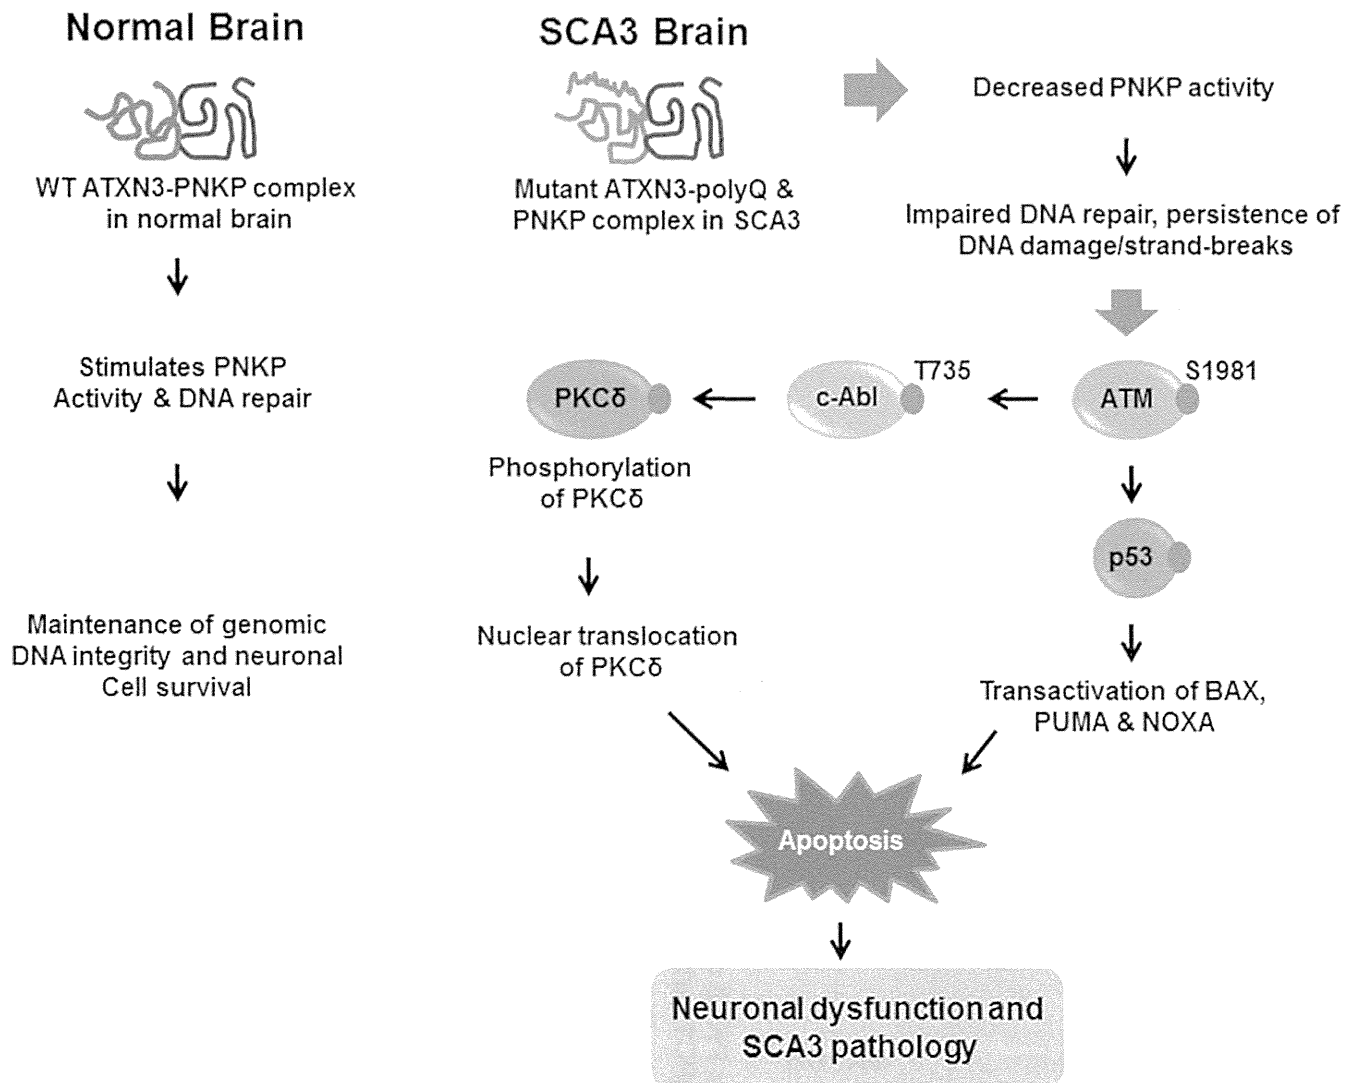 Normal Brain
WT ATXN3-PNKP complex
in normal brain
Stimulates PNKP
Activity & DNA repair
Maintenance of genomic
DNA integrity and neuronal
Cell survival
SCA3 Brain
Mutant ATXN3-polyQ &
PNKP complex in SCA3
Decreased PNKP activity
Impaired DNA repair, persistence of
DNA damage/strand-breaks
ATM
S1981
c-Abl
T735
PKCδ
Phosphorylation
of PKCδ
Nuclear translocation
of PKCδ
p53
Transactivation of BAX,
PUMA & NOXA
Apoptosis
Neuronal dysfunction and
SCA3 pathology